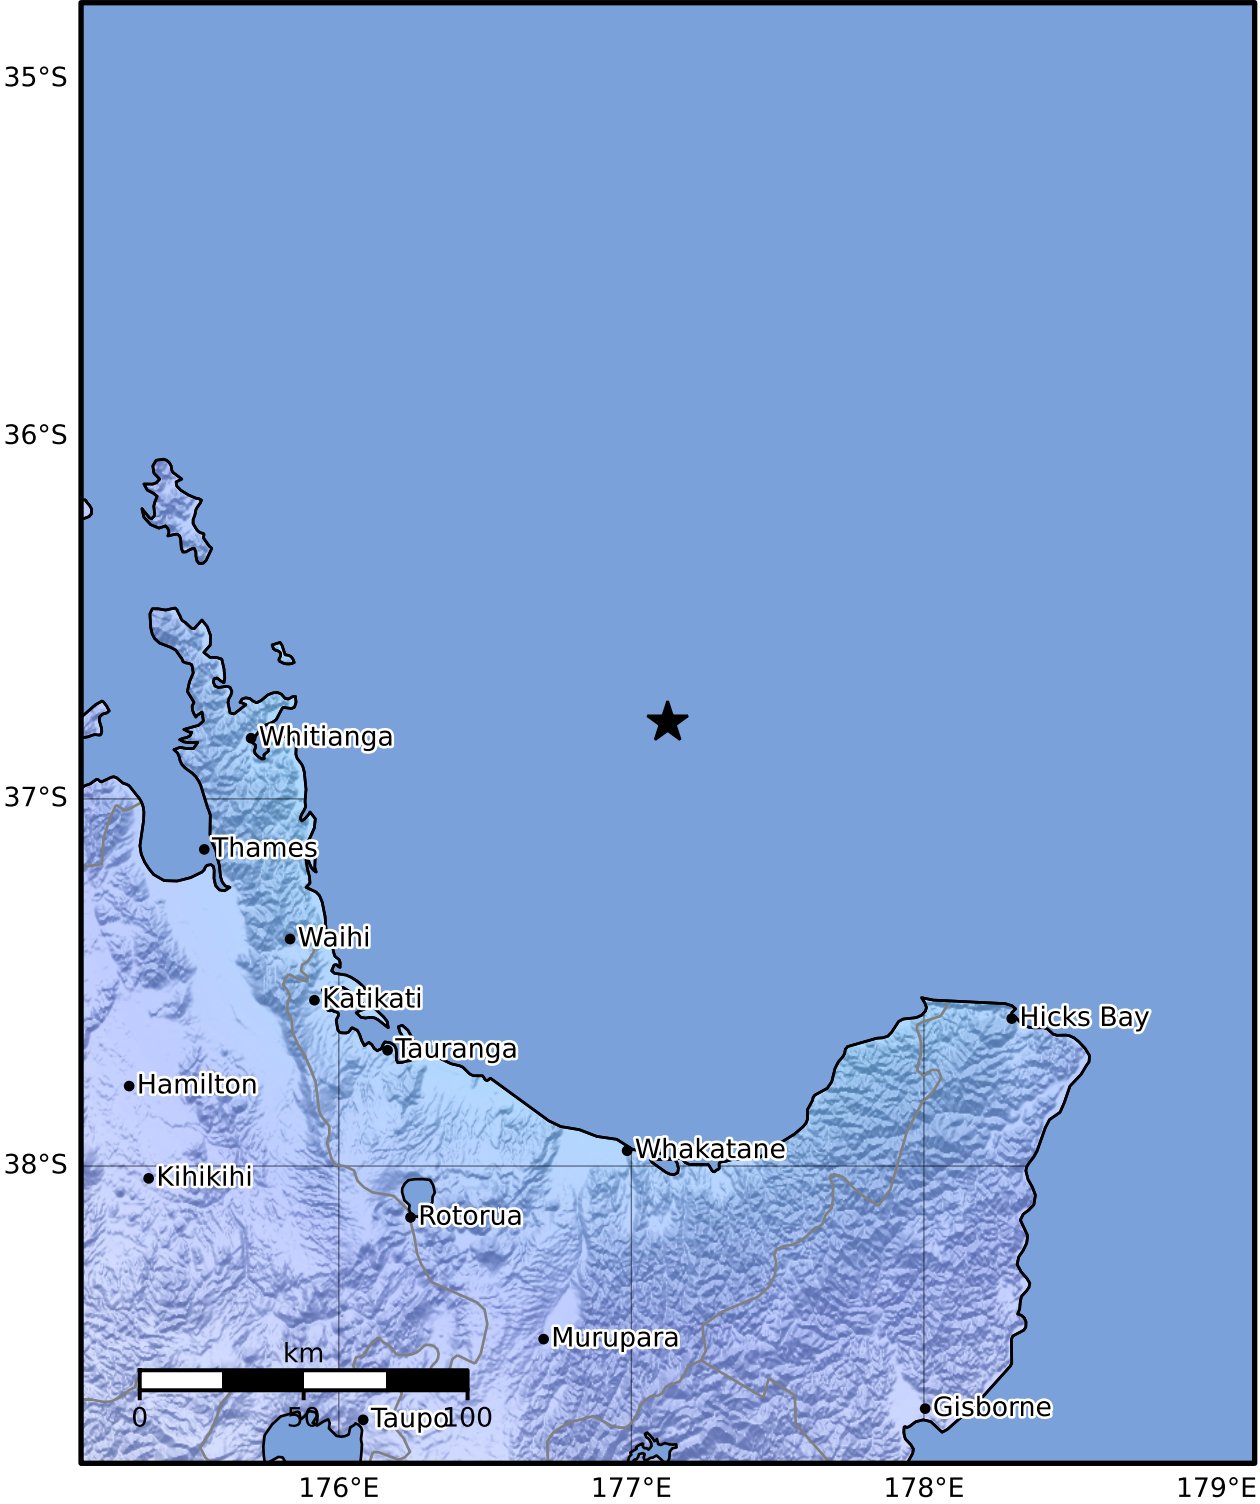 35°S
36°S
Whitianga
37°S
Thames
Waihi
Katikati
Hicks Bay
Tauranga
Hamilton
Whakatane
38°S
Kihikihi
Rotorua
Murupara
km
Gisborne
0 50 100
Taupo
176°E 177°E 178°E 179°E